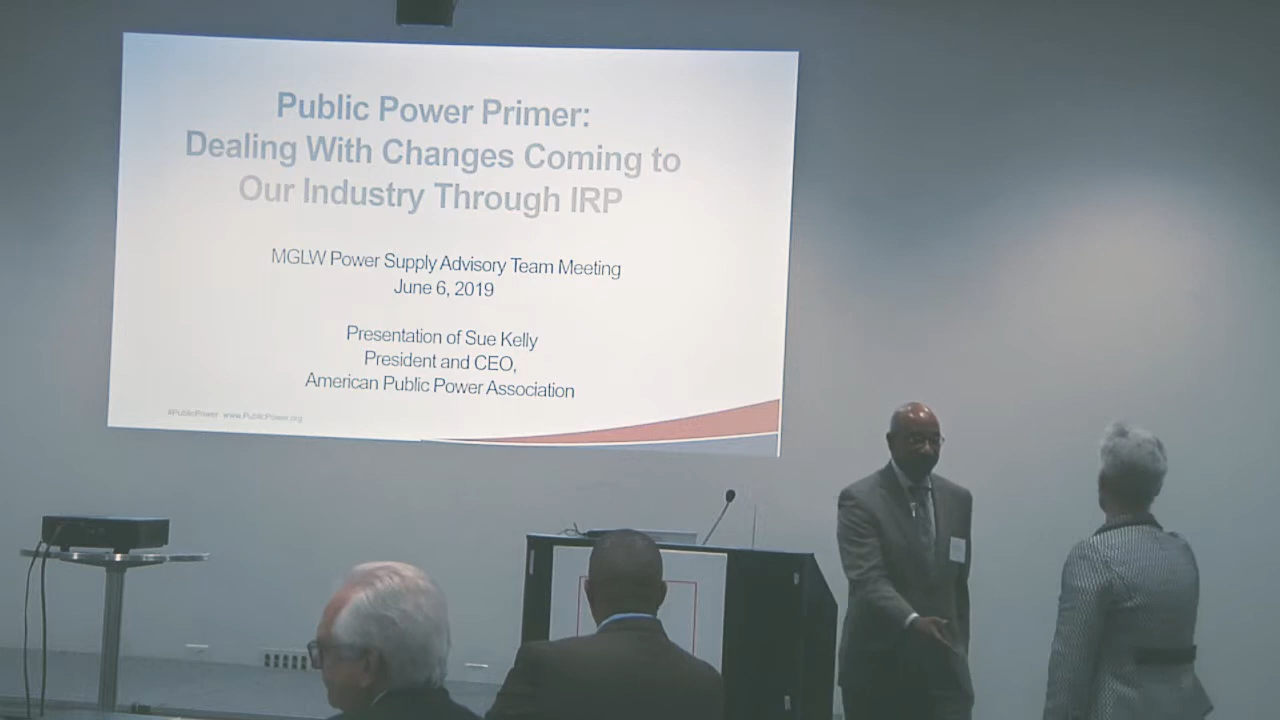 Public Power Primer:
Dealing With Changes Coming to
Our Industry Through IRP
MGLW Power Supply Advisory Team Meeting
June 6, 2019
Presentation of Sue Kelly
President and CEO,
American Public Power Association
#PublicPower www.PublicPower.org